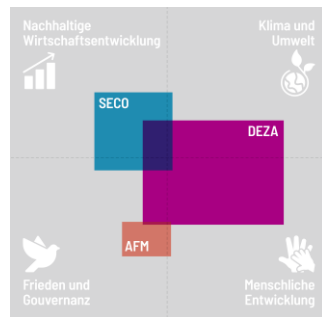 Nachhaltige
Wirtschaftsentwicklung
Klima und
Umwelt
SECO
DEZA
AFM
Frieden und
Gouvernanz
Menschliche
Entwicklung